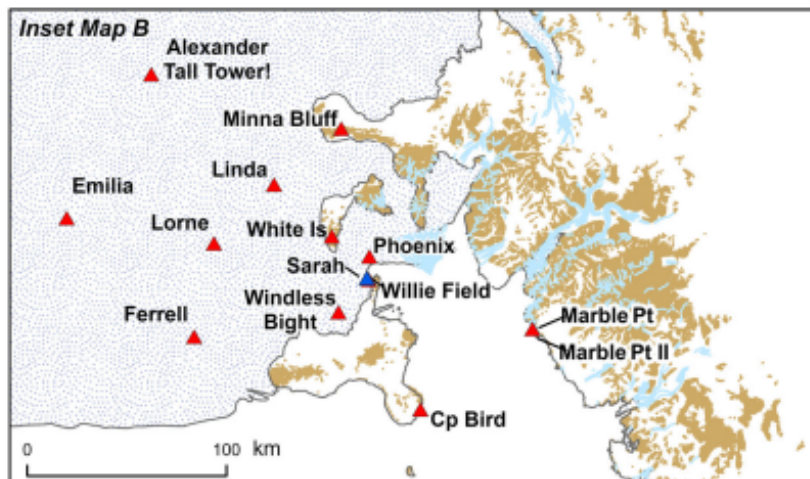 Inset Map B
Alexander
Tall Tower!
Minna Bluff
Linda
Emilia
Lorne
White Is
Phoenix
Sarah
Willie Field
Windless
Bight
Ferrell
Marble Pt
Marble Pt II
Cp Bird
0 100 km